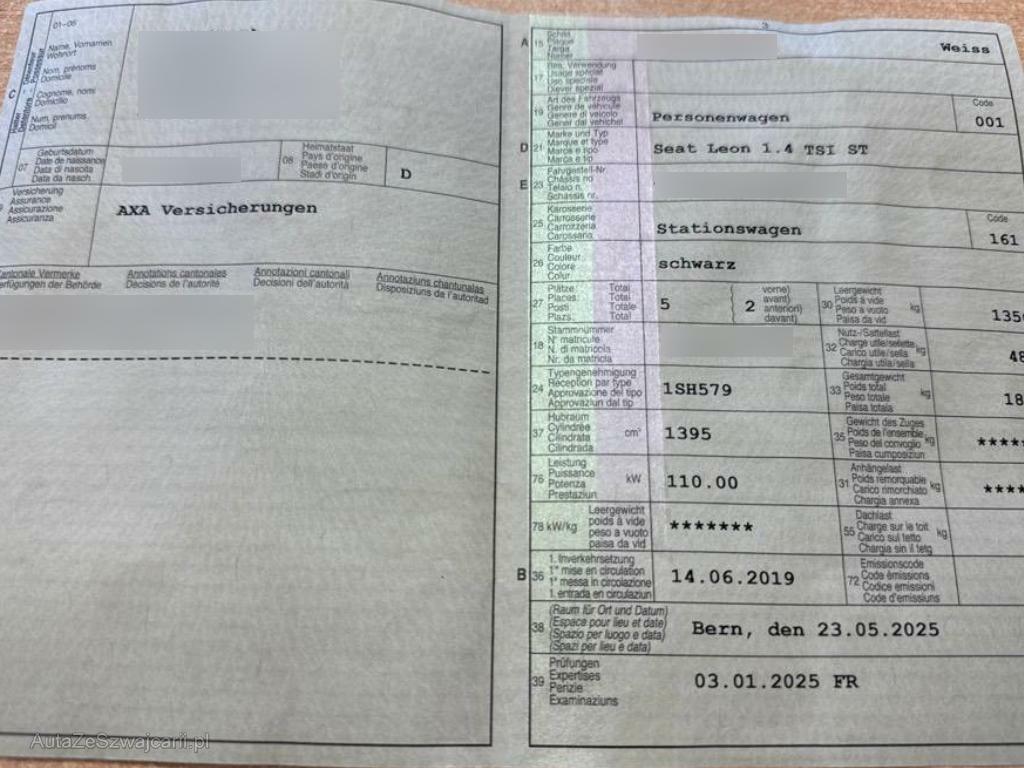 01-06
C
Halter
Détenteur
Detentur
Possessur
Name, Vornamen
Wohnort
Nom, prénoms
Domicile
Cognome, nomi
Domicilio
Num, prenums
Domicil
07
Geburtsdatum
Date de naissance
Data di nascita
Data da nasch.
08
Heimatstaat
Pays d'origine
Paese d'origine
Stadi d'origin
D
Versicherung
Assurance
Assicurazione
Assicuranza
AXA Versicherungen
Kantonale Vermerke
Verfügungen der Behörde
Annotations cantonales
Décisions de l'autorité
Annotazioni cantonali
Decisioni dell'autorità
Annotaziuns chantunalas
Disposiziuns de l'autoritad
3
A
15
Schild
Plaque
Targa
Numer
Weiss
17
Bes. Verwendung
Usage spécial
Uso speciale
Diever spezial
19
Art des Fahrzeugs
Genre de véhicule
Genere di veicolo
Gener dal vehichel
Personenwagen
Code
001
D
21
Marke und Typ
Marque et type
Marca e tipo
Marca e tip
Seat Leon 1.4 TSI ST
E
23
Fahrgestell-Nr.
Châssis no
Telaio n.
Schassis nr.
25
Karosserie
Carrosserie
Carrozzeria
Carossaria
Stationswagen
Code
161
26
Farbe
Couleur
Colore
Colur
schwarz
27
Plätze Total
Places: Total
Posti: Totale
Plazs: Total
5
2
vorne)
avant)
anteriori)
davant)
30
Leergewicht
Poids à vide
Peso a vuoto
Paisa da vid
kg
18
Stammnummer
N° matricule
N. di matricola
Nr. da matricla
32
Nutz-/Sattellast
Charge utile/sellette
Carico utile/sella
Chargia utila/sella
kg
24
Typengenehmigung
Réception par type
Approvazione del tipo
Approvaziun dal tip
1SH579
33
Gesamtgewicht
Poids total
Peso totale
Paisa totala
kg
37
Hubraum
Cylindrée
Cilindrata
Cilindrada
cm³
1395
35
Gewicht des Zuges
Poids de l'ensemble
Peso del convoglio
Paisa cumposiziun
kg
****
76
Leistung
Puissance
Potenza
Prestaziun
kW
110.00
31
Anhängelast
Poids remorquable
Carico rimorchiato
Chargia annexa
kg
****
78 kW/kg
Leergewicht
poids à vide
peso a vuoto
paisa da vid
*******
55
Dachlast
Charge sur le toit
Carico sul tetto
Chargia sin il tetg
kg
B
36
1. Inverkehrsetzung
1re mise en circulation
1a messa in circolazione
1. entrada en circulaziun
14.06.2019
72
Emissionscode
Code émissions
Codice emissioni
Code d'emissiuns
38
(Raum für Ort und Datum)
(Espace pour lieu et date)
(Spazio per luogo e data)
(Spazi per lieu e data)
Bern, den 23.05.2025
39
Prüfungen
Expertises
Perizie
Examinaziuns
03.01.2025 FR
AutaZeSzwajcarii.pl